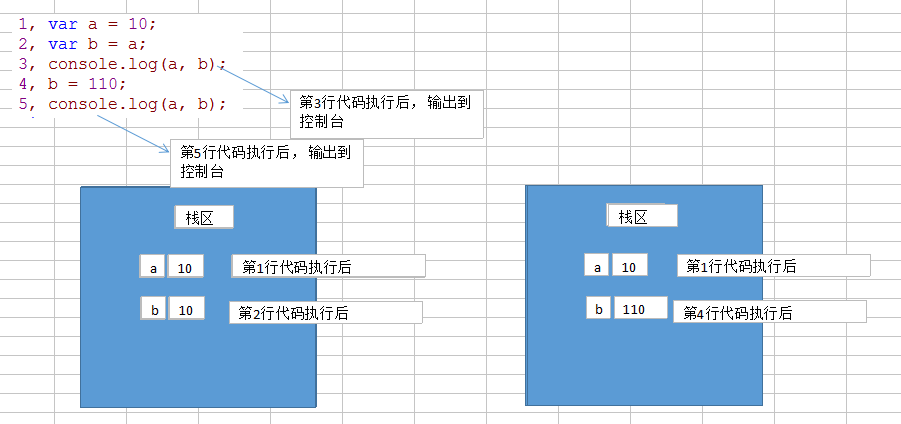 1, var a = 10;
2, var b = a;
3, console.log(a, b);
4, b = 110;
5, console.log(a, b);
第3行代码执行后，输出到
控制台
第5行代码执行后，输出到
控制台
栈区
a 10 第1行代码执行后
b 10 第2行代码执行后
栈区
a 10 第1行代码执行后
b 110 第4行代码执行后